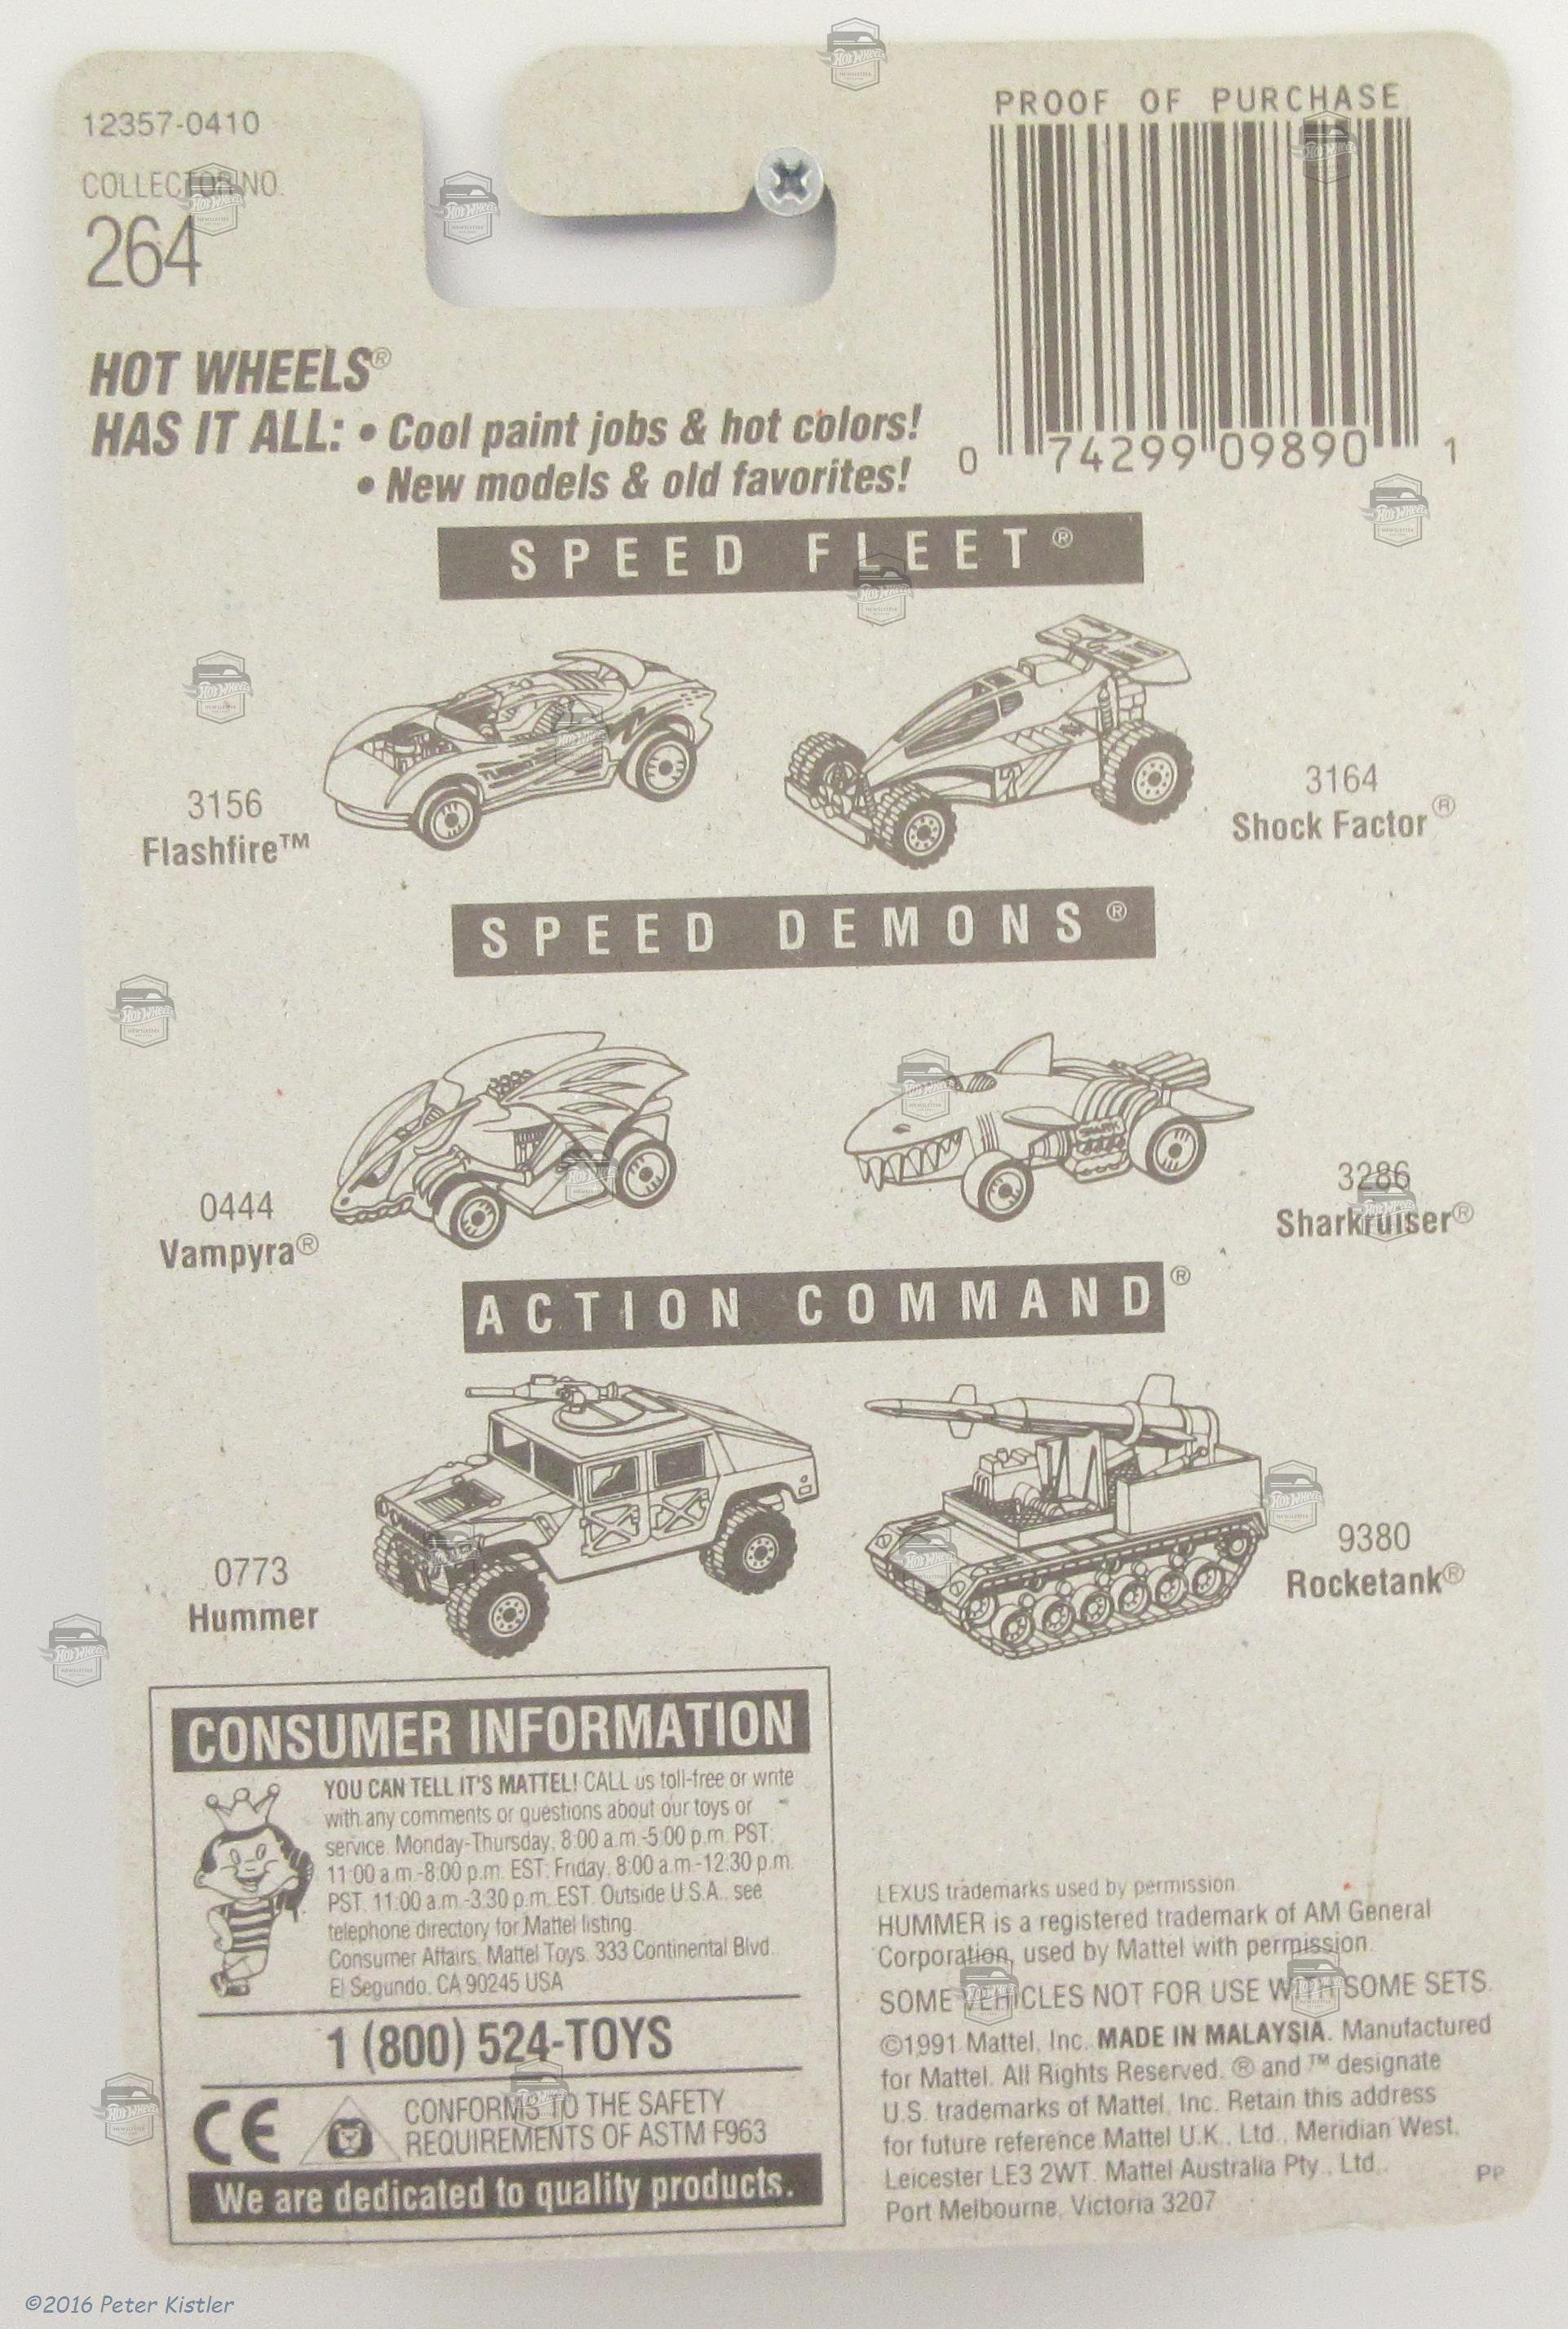 12357-0410
COLLECTOR NO.
264
PROOF OF PURCHASE
0 74299 09890 1
HOT WHEELS®
HAS IT ALL: • Cool paint jobs & hot colors!
• New models & old favorites!
SPEED FLEET®
3156
Flashfire™
3164
Shock Factor®
SPEED DEMONS®
0444
Vampyra®
3286
Sharkruiser®
ACTION COMMAND®
0773
Hummer
9380
Rocketank®
CONSUMER INFORMATION
YOU CAN TELL IT'S MATTEL! CALL us toll-free or write
with any comments or questions about our toys or
service. Monday-Thursday, 8:00 a.m.-5:00 p.m. PST;
11:00 a.m.-8:00 p.m. EST; Friday, 8:00 a.m.-12:30 p.m.
PST, 11:00 a.m.-3:30 p.m. EST. Outside U.S.A., see
telephone directory for Mattel listing.
Consumer Affairs, Mattel Toys, 333 Continental Blvd.
El Segundo, CA 90245 USA
1 (800) 524-TOYS
CE
CONFORMS TO THE SAFETY
REQUIREMENTS OF ASTM F963
We are dedicated to quality products.
LEXUS trademarks used by permission.
HUMMER is a registered trademark of AM General
Corporation, used by Mattel with permission.
SOME VEHICLES NOT FOR USE WITH SOME SETS.
©1991 Mattel, Inc. MADE IN MALAYSIA. Manufactured
for Mattel. All Rights Reserved. ® and ™ designate
U.S. trademarks of Mattel, Inc. Retain this address
for future reference Mattel U.K., Ltd., Meridian West,
Leicester LE3 2WT. Mattel Australia Pty., Ltd.,
Port Melbourne, Victoria 3207
PP
©2016 Peter Kistler